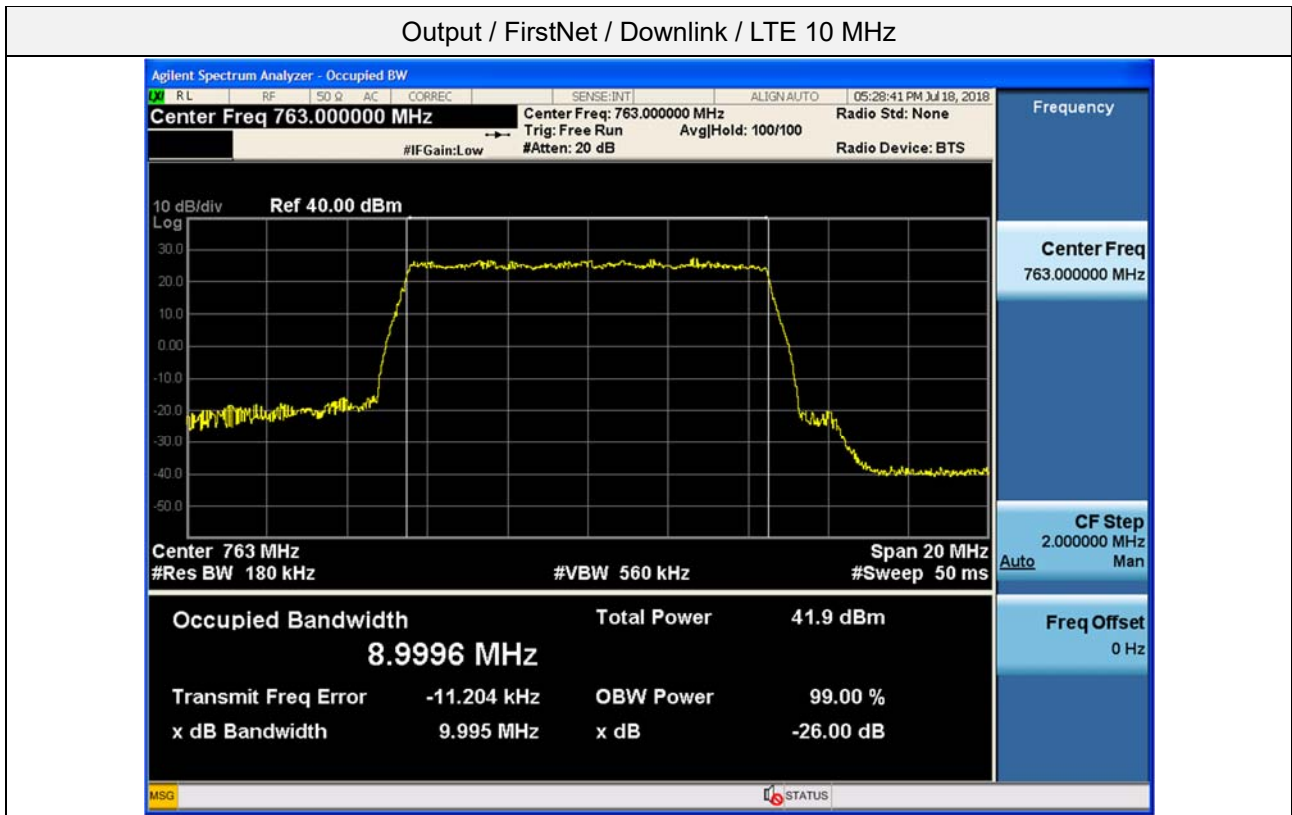 Output / FirstNet / Downlink / LTE 10 MHz
Agilent Spectrum Analyzer - Occupied BW
LXI RL RF 50 Ω AC CORREC SENSE:INT ALIGN AUTO 05:28:41 PM Jul 18, 2018
Center Freq 763.000000 MHz Center Freq: 763.000000 MHz Radio Std: None
Trig: Free Run Avg|Hold: 100/100
#IFGain:Low #Atten: 20 dB Radio Device: BTS
Frequency
10 dB/div Ref 40.00 dBm
Log
30.0
20.0
10.0
0.00
-10.0
-20.0
-30.0
-40.0
-50.0
Center 763 MHz Span 20 MHz
#Res BW 180 kHz #VBW 560 kHz #Sweep 50 ms
Occupied Bandwidth Total Power 41.9 dBm
8.9996 MHz
Transmit Freq Error -11.204 kHz OBW Power 99.00 %
x dB Bandwidth 9.995 MHz x dB -26.00 dB
Center Freq
763.000000 MHz
CF Step
2.000000 MHz
Auto Man
Freq Offset
0 Hz
MSG STATUS